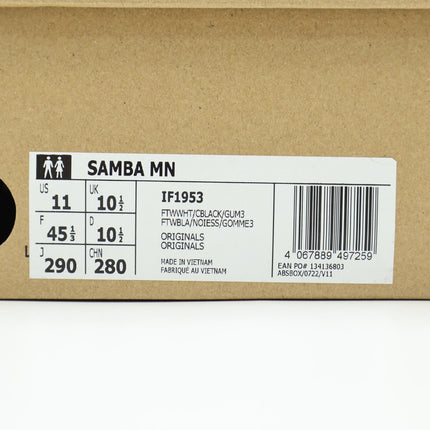 SAMBA MN
US 11 UK 10½
F 45⅓ D 10½
J 290 CHN 280
IF1953
FTWWHT/CBLACK/GUM3
FTWBLA/NOIESS/GOMME3
ORIGINALS
ORIGINALS
MADE IN VIETNAM
FABRIQUÉ AU VIETNAM
4 067889 497259
EAN PO# 134136803
ABSBOX/0722/V11